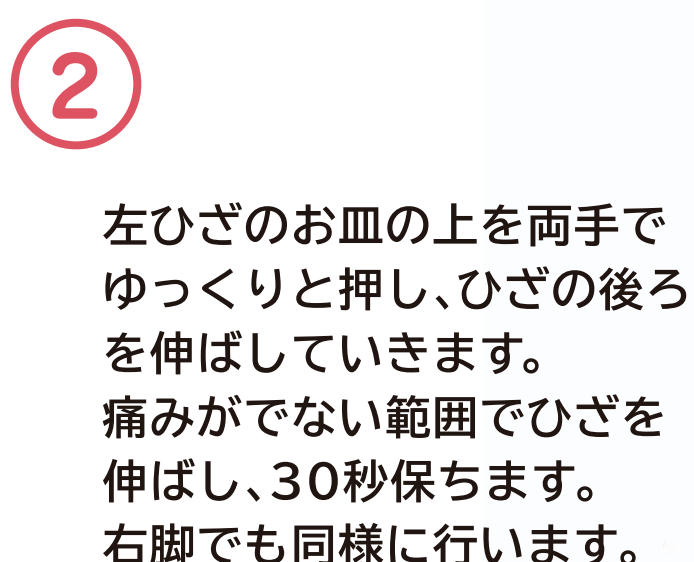 2
左ひざのお皿の上を両手で
ゆっくりと押し、ひざの後ろ
を伸ばしていきます。
痛みがでない範囲でひざを
伸ばし、30秒保ちます。
右脚でも同様に行います。